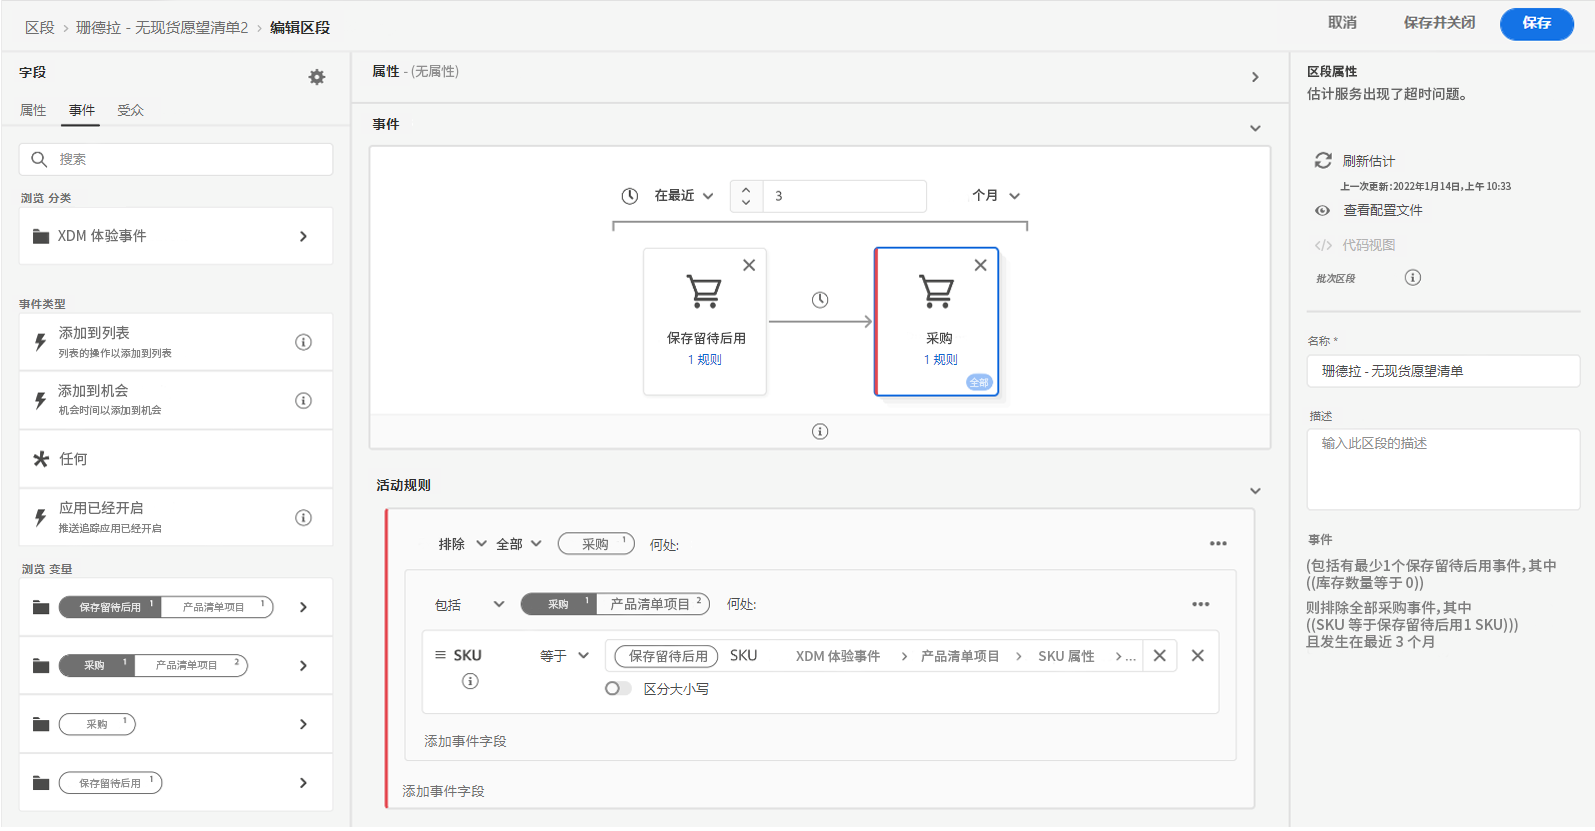 区段 › 珊德拉 - 无现货愿望清单2 › 编辑区段
取消
保存并关闭
保存
字段
属性
事件
受众
搜索
浏览 分类
XDM 体验事件
事件类型
添加到列表
列表的操作以添加到列表
添加到机会
机会时间以添加到机会
任何
应用已经开启
推送追踪应用已经开启
浏览 变量
保存留待后用 1 产品清单项目 1
采购 1 产品清单项目 2
采购 1
保存留待后用 1
属性 - (无属性)
事件
在最近 3 个月
保存留待后用
1 规则
采购
1 规则
全部
活动规则
排除 全部 采购 1 何处:
包括 采购 1 产品清单项目 2 何处:
SKU 等于 保存留待后用 SKU XDM 体验事件 › 产品清单项目 › SKU 属性 › ...
区分大小写
添加事件字段
添加事件字段
区段属性
估计服务出现了超时问题。
刷新估计
上一次更新:2022年1月14日,上午 10:33
查看配置文件
</> 代码视图
批次区段
名称 *
珊德拉 - 无现货愿望清单
描述
输入此区段的描述
事件
(包括有最少1个保存留待后用事件,其中
((库存数量等于 0))
则排除全部采购事件,其中
((SKU 等于保存留待后用1 SKU)))
且发生在最近 3 个月